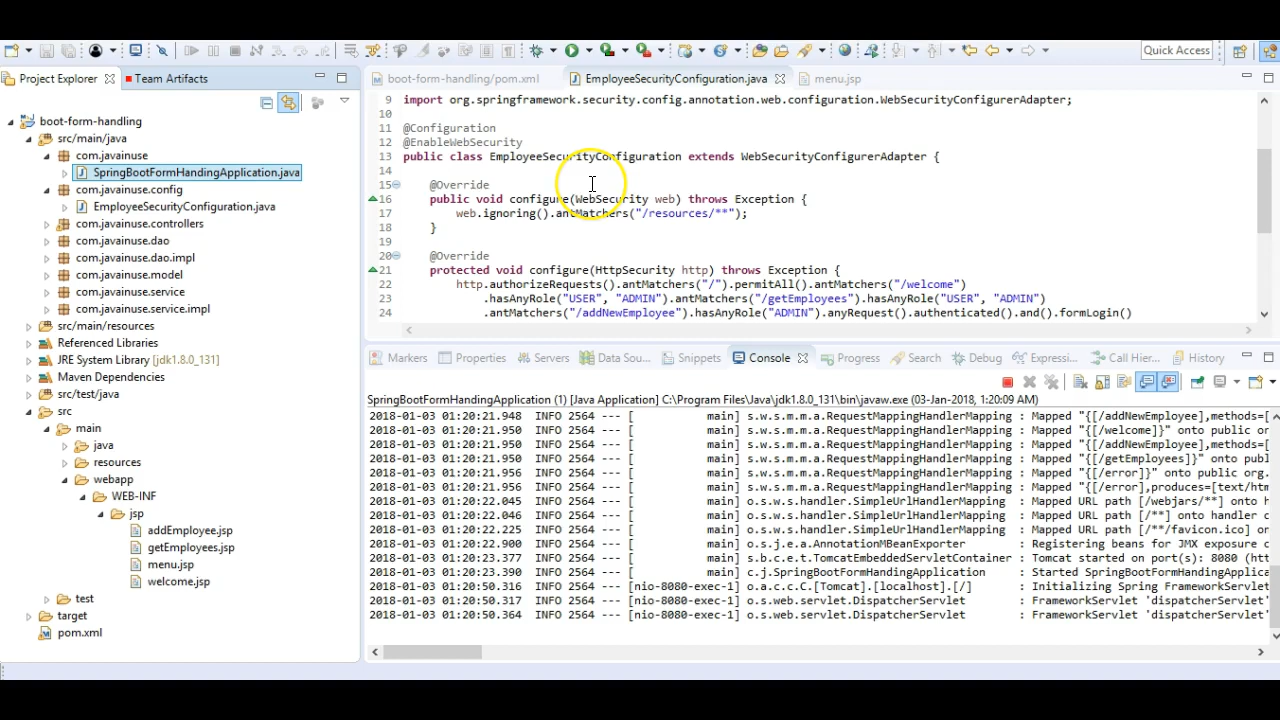 Quick Access
Project Explorer
Team Artifacts
boot-form-handling
src/main/java
com.javainuse
SpringBootFormHandingApplication.java
com.javainuse.config
EmployeeSecurityConfiguration.java
com.javainuse.controllers
com.javainuse.dao
com.javainuse.dao.impl
com.javainuse.model
com.javainuse.service
com.javainuse.service.impl
src/main/resources
Referenced Libraries
JRE System Library [jdk1.8.0_131]
Maven Dependencies
src/test/java
src
main
java
resources
webapp
WEB-INF
jsp
addEmployee.jsp
getEmployees.jsp
menu.jsp
welcome.jsp
test
target
pom.xml
boot-form-handling/pom.xml
EmployeeSecurityConfiguration.java
menu.jsp
9 import org.springframework.security.config.annotation.web.configuration.WebSecurityConfigurerAdapter;
10
11 @Configuration
12 @EnableWebSecurity
13 public class EmployeeSecurityConfiguration extends WebSecurityConfigurerAdapter {
14
15 @Override
16 public void configure(WebSecurity web) throws Exception {
17 web.ignoring().antMatchers("/resources/**");
18 }
19
20 @Override
21 protected void configure(HttpSecurity http) throws Exception {
22 http.authorizeRequests().antMatchers("/").permitAll().antMatchers("/welcome")
23 .hasAnyRole("USER", "ADMIN").antMatchers("/getEmployees").hasAnyRole("USER", "ADMIN")
24 .antMatchers("/addNewEmployee").hasAnyRole("ADMIN").anyRequest().authenticated().and().formLogin()
Markers Properties Servers Data Sou... Snippets Console Progress Search Debug Expressi... Call Hier... History
SpringBootFormHandingApplication (1) [Java Application] C:\Program Files\Java\jdk1.8.0_131\bin\javaw.exe (03-Jan-2018, 1:20:09 AM)
2018-01-03 01:20:21.948 INFO 2564 --- [ main] s.w.s.m.m.a.RequestMappingHandlerMapping : Mapped "{[/addNewEmployee],methods=[
2018-01-03 01:20:21.950 INFO 2564 --- [ main] s.w.s.m.m.a.RequestMappingHandlerMapping : Mapped "{[/welcome]}" onto public or
2018-01-03 01:20:21.950 INFO 2564 --- [ main] s.w.s.m.m.a.RequestMappingHandlerMapping : Mapped "{[/addNewEmployee],methods=[
2018-01-03 01:20:21.956 INFO 2564 --- [ main] s.w.s.m.m.a.RequestMappingHandlerMapping : Mapped "{[/getEmployees]}" onto publ
2018-01-03 01:20:21.956 INFO 2564 --- [ main] s.w.s.m.m.a.RequestMappingHandlerMapping : Mapped "{[/error]}" onto public org.
2018-01-03 01:20:21.956 INFO 2564 --- [ main] s.w.s.m.m.a.RequestMappingHandlerMapping : Mapped "{[/error],produces=[text/htm
2018-01-03 01:20:22.045 INFO 2564 --- [ main] o.s.w.s.handler.SimpleUrlHandlerMapping : Mapped URL path [/webjars/**] onto h
2018-01-03 01:20:22.046 INFO 2564 --- [ main] o.s.w.s.handler.SimpleUrlHandlerMapping : Mapped URL path [/**] onto handler o
2018-01-03 01:20:22.225 INFO 2564 --- [ main] o.s.w.s.handler.SimpleUrlHandlerMapping : Mapped URL path [/**/favicon.ico] on
2018-01-03 01:20:22.900 INFO 2564 --- [ main] o.s.j.e.a.AnnotationMBeanExporter : Registering beans for JMX exposure o
2018-01-03 01:20:23.377 INFO 2564 --- [ main] s.b.c.e.t.TomcatEmbeddedServletContainer : Tomcat started on port(s): 8080 (htt
2018-01-03 01:20:23.390 INFO 2564 --- [ main] c.j.SpringBootFormHandingApplication : Started SpringBootFormHandingApplica
2018-01-03 01:20:50.316 INFO 2564 --- [nio-8080-exec-1] o.a.c.c.C.[Tomcat].[localhost].[/] : Initializing Spring FrameworkServlet
2018-01-03 01:20:50.317 INFO 2564 --- [nio-8080-exec-1] o.s.web.servlet.DispatcherServlet : FrameworkServlet 'dispatcherServlet'
2018-01-03 01:20:50.364 INFO 2564 --- [nio-8080-exec-1] o.s.web.servlet.DispatcherServlet : FrameworkServlet 'dispatcherServlet'